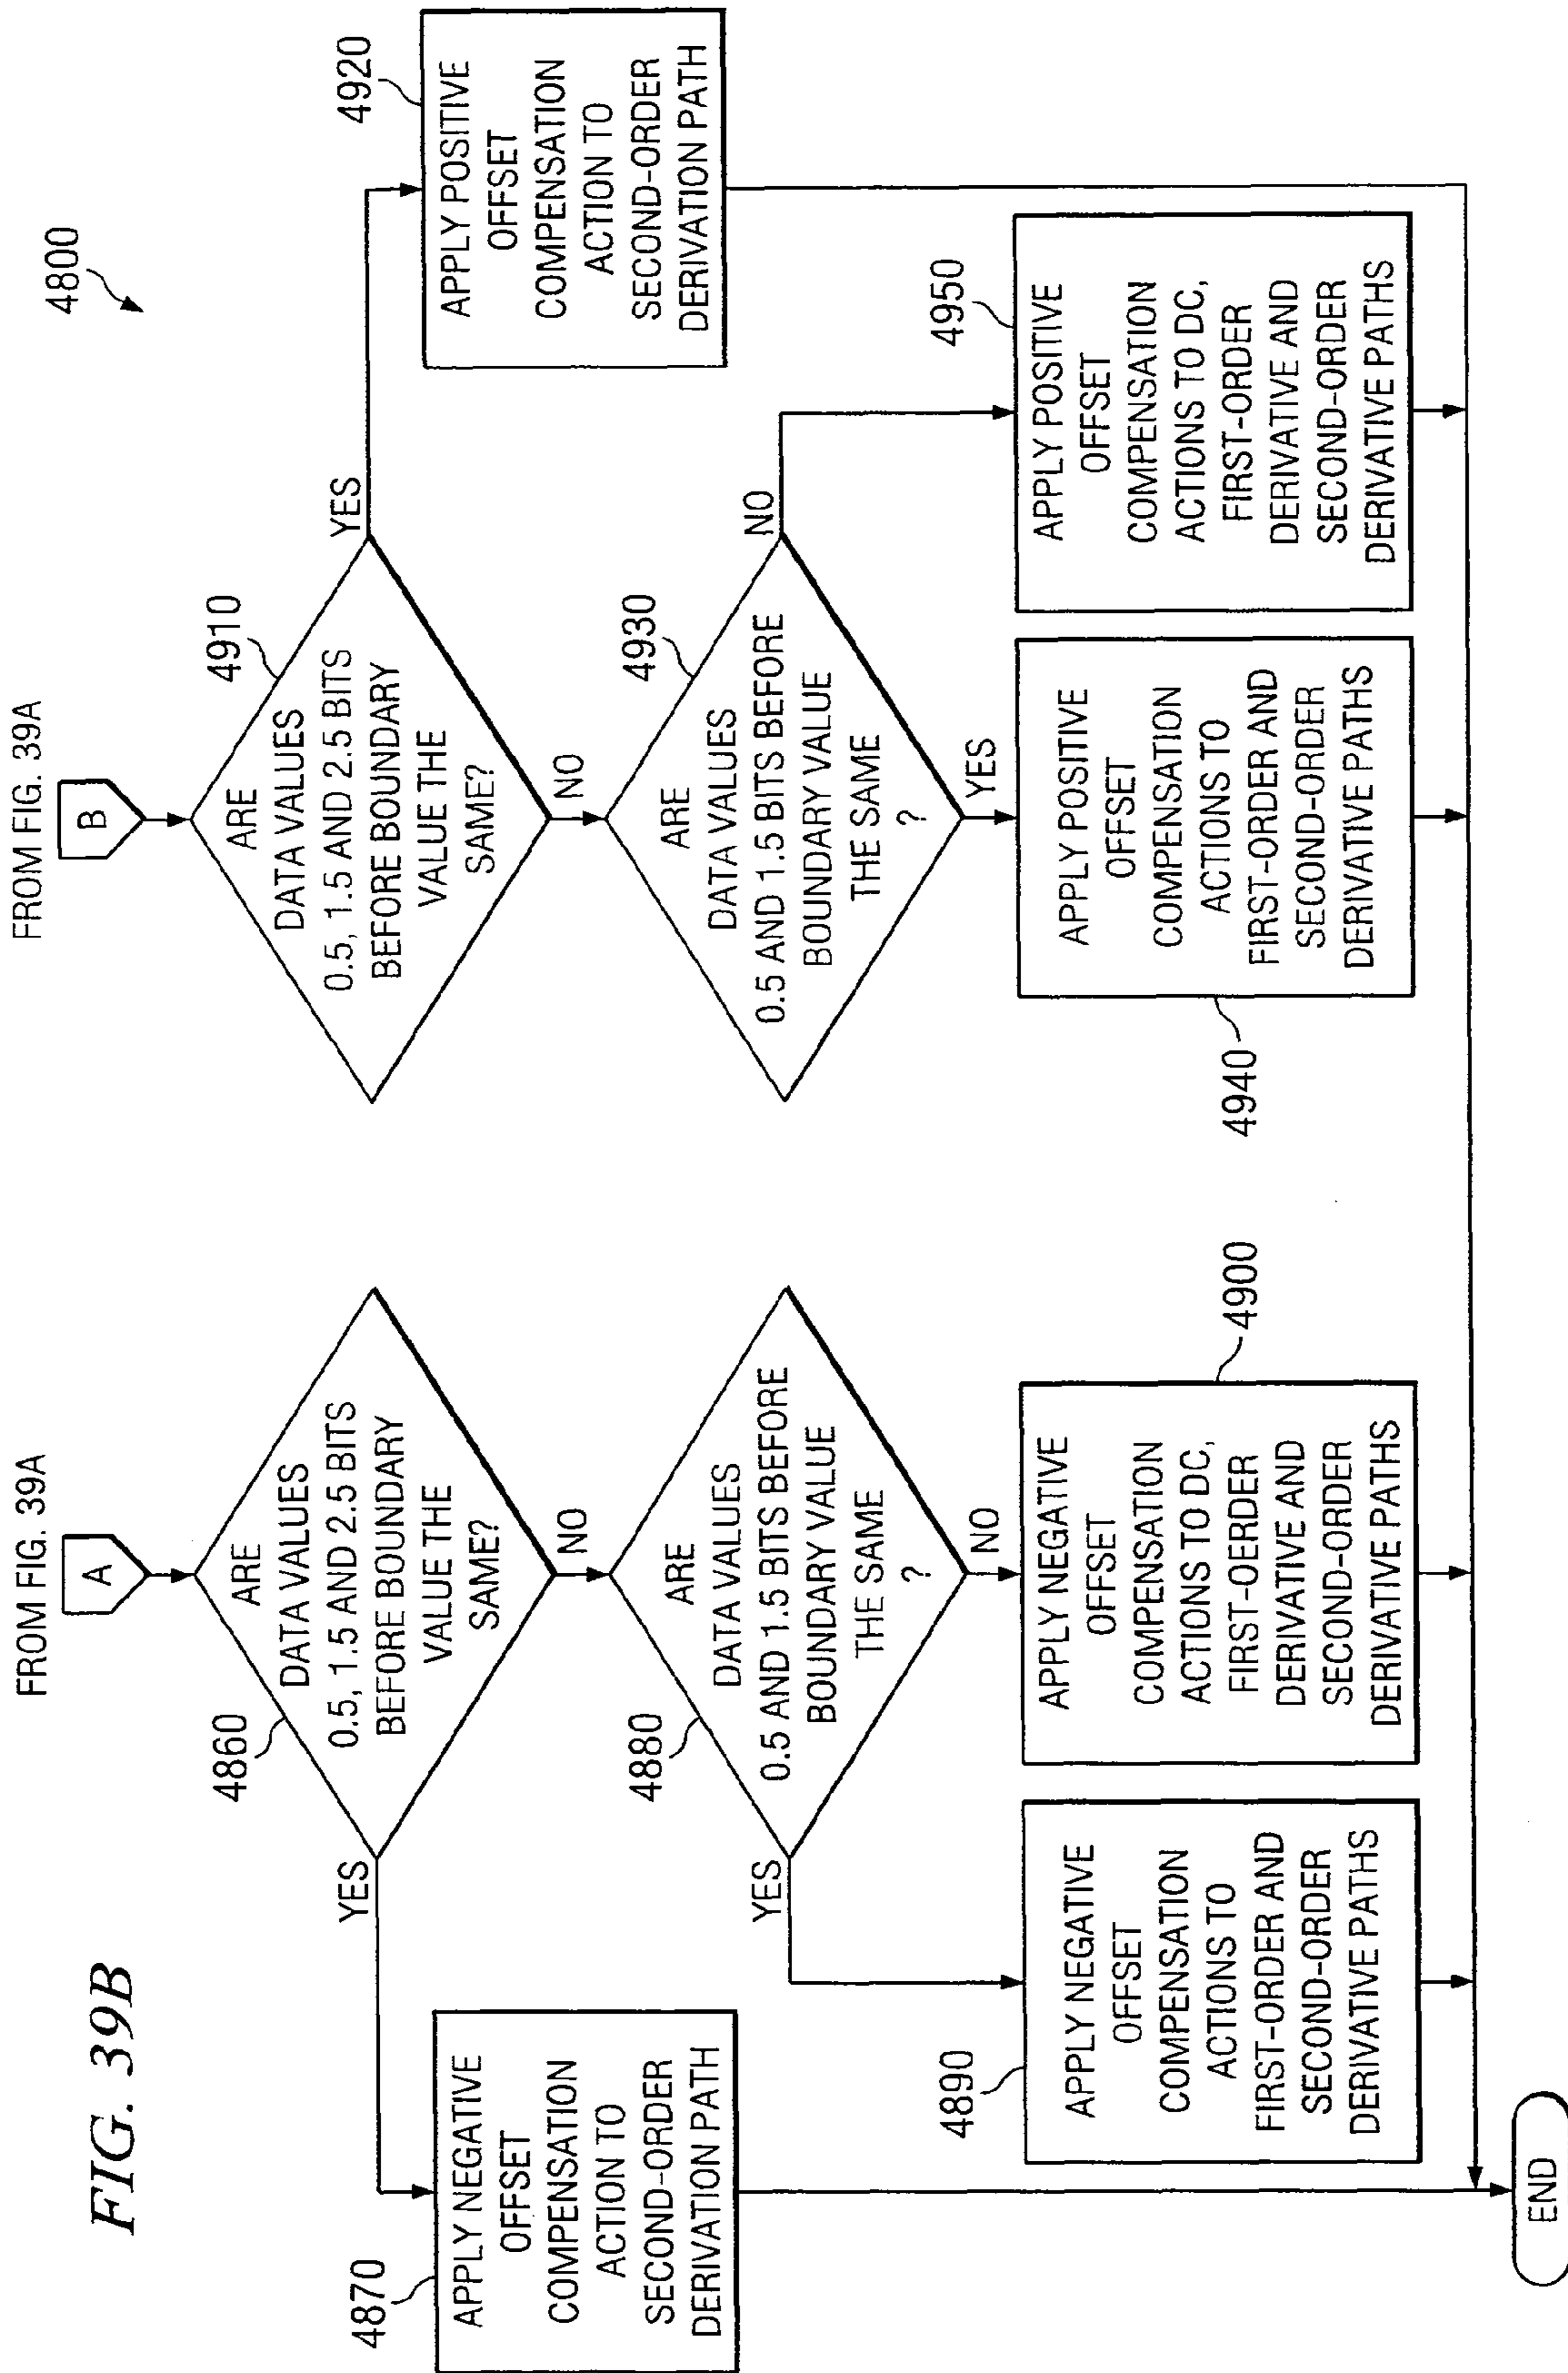 FIG. 39B
4800
FROM FIG. 39A
A
4860
ARE
DATA VALUES
0.5, 1.5 AND 2.5 BITS
BEFORE BOUNDARY
VALUE THE
SAME?
YES
NO
4870
APPLY NEGATIVE
OFFSET
COMPENSATION
ACTION TO
SECOND-ORDER
DERIVATION PATH
4880
ARE
DATA VALUES
0.5 AND 1.5 BITS BEFORE
BOUNDARY VALUE
THE SAME
?
YES
NO
4890
APPLY NEGATIVE
OFFSET
COMPENSATION
ACTIONS TO
FIRST-ORDER AND
SECOND-ORDER
DERIVATIVE PATHS
4900
APPLY NEGATIVE
OFFSET
COMPENSATION
ACTIONS TO DC,
FIRST-OERDER
DERIVATIVE AND
SECOND-ORDER
DERIVATIVE PATHS
FROM FIG. 39A
B
4910
ARE
DATA VALUES
0.5, 1.5 AND 2.5 BITS
BEFORE BOUNDARY
VALUE THE
SAME?
YES
NO
4920
APPLY POSITIVE
OFFSET
COMPENSATION
ACTION TO
SECOND-ORDER
DERIVATION PATH
4930
ARE
DATA VALUES
0.5 AND 1.5 BITS BEFORE
BOUNDARY VALUE
THE SAME
?
NO
YES
4940
APPLY POSITIVE
OFFSET
COMPENSATION
ACTIONS TO
FIRST-ORDER AND
SECOND-ORDER
DERIVATIVE PATHS
4950
APPLY POSITIVE
OFFSET
COMPENSATION
ACTIONS TO DC,
FIRST-ORDER
DERIVATIVE AND
SECOND-ORDER
DERIVATIVE PATHS
END